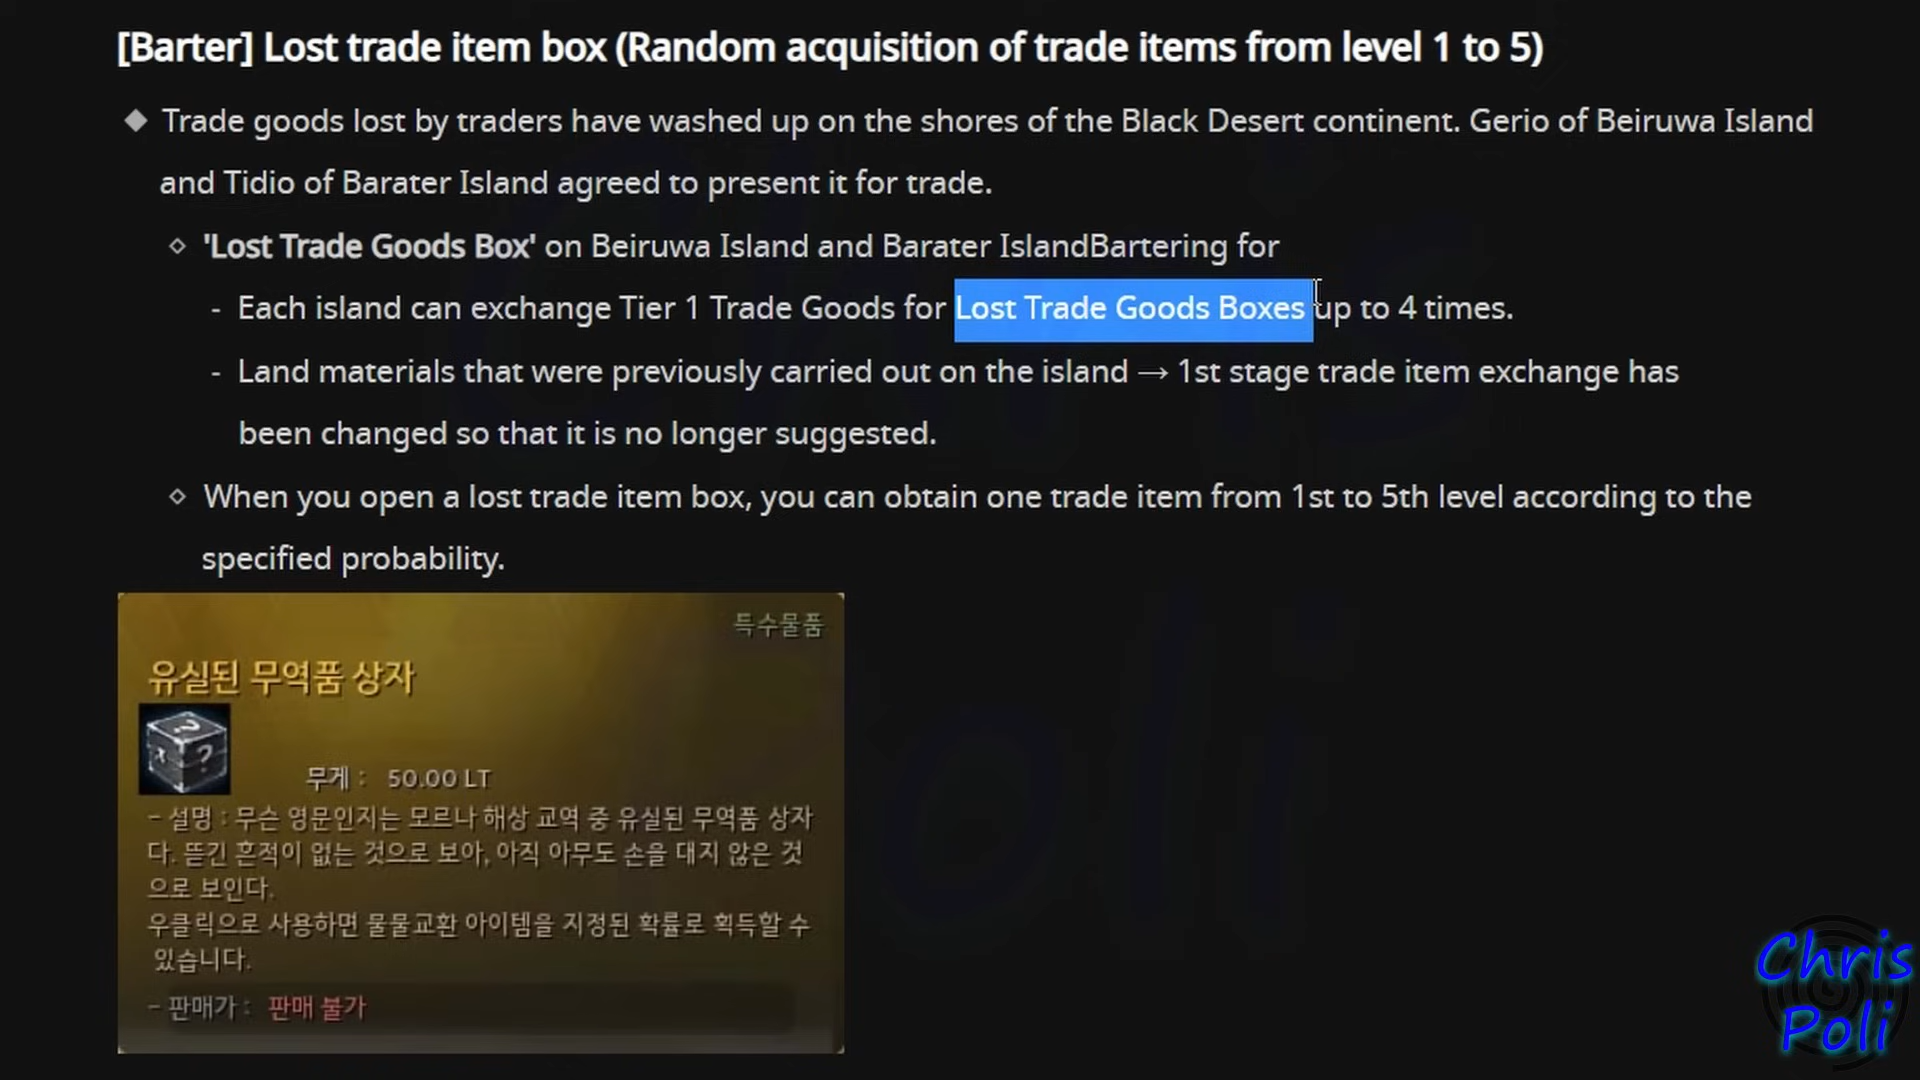 [Barter] Lost trade item box (Random acquisition of trade items from level 1 to 5)
Trade goods lost by traders have washed up on the shores of the Black Desert continent. Gerio of Beiruwa Island
and Tidio of Barater Island agreed to present it for trade.
'Lost Trade Goods Box' on Beiruwa Island and Barater IslandBartering for
- Each island can exchange Tier 1 Trade Goods for Lost Trade Goods Boxes up to 4 times.
- Land materials that were previously carried out on the island → 1st stage trade item exchange has
been changed so that it is no longer suggested.
When you open a lost trade item box, you can obtain one trade item from 1st to 5th level according to the
specified probability.
특수물품
유실된 무역품 상자
무게 : 50.00 LT
- 설명 : 무슨 영문인지는 모르나 해상 교역 중 유실된 무역품 상자
다. 뜯긴 흔적이 없는 것으로 보아, 아직 아무도 손을 대지 않은 것
으로 보인다.
우클릭으로 사용하면 물물교환 아이템을 지정된 확률로 획득할 수
있습니다.
- 판매가 : 판매 불가
Chris
Poli